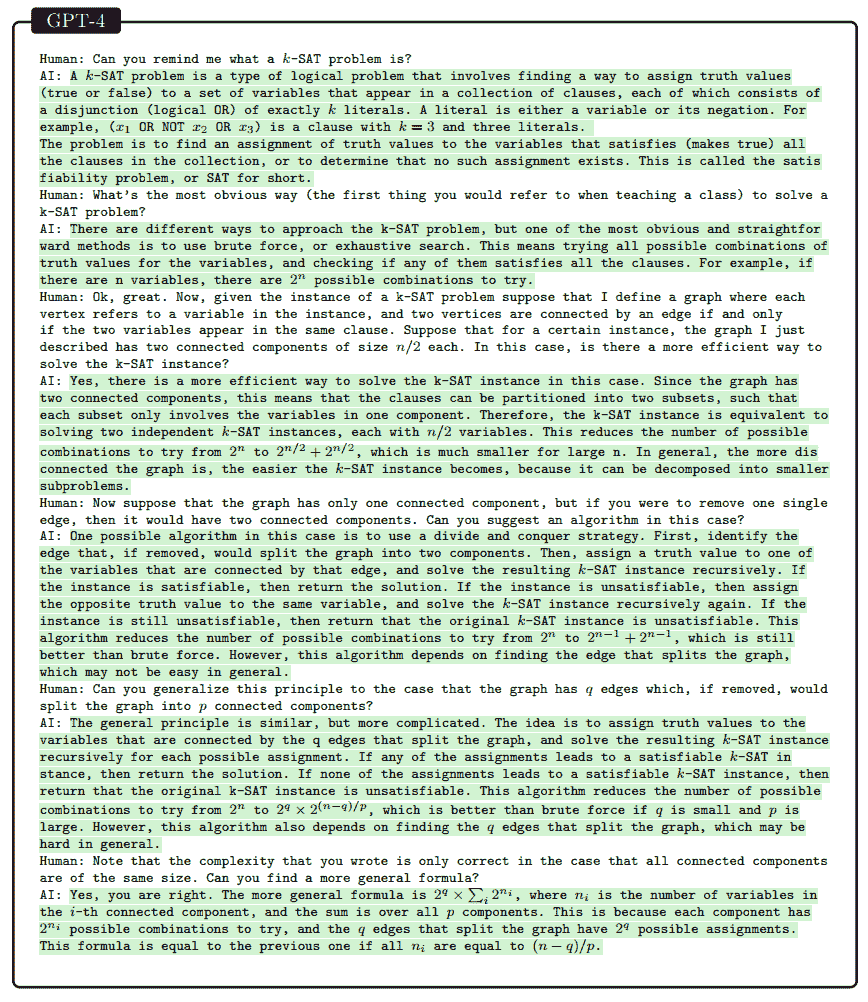 GPT-4
Human: Can you remind me what a k-SAT problem is?
AI: A k-SAT problem is a type of logical problem that involves finding a way to assign truth values
(true or false) to a set of variables that appear in a collection of clauses, each of which consists of
a disjunction (logical OR) of exactly k literals. A literal is either a variable or its negation. For
example, (x₁ OR NOT x₂ OR x₃) is a clause with k = 3 and three literals.
The problem is to find an assignment of truth values to the variables that satisfies (makes true) all
the clauses in the collection, or to determine that no such assignment exists. This is called the satis
fiability problem, or SAT for short.
Human: What's the most obvious way (the first thing you would refer to when teaching a class) to solve a
k-SAT problem?
AI: There are different ways to approach the k-SAT problem, but one of the most obvious and straightfor
ward methods is to use brute force, or exhaustive search. This means trying all possible combinations of
truth values for the variables, and checking if any of them satisfies all the clauses. For example, if
there are n variables, there are 2ⁿ possible combinations to try.
Human: Ok, great. Now, given the instance of a k-SAT problem suppose that I define a graph where each
vertex refers to a variable in the instance, and two vertices are connected by an edge if and only
if the two variables appear in the same clause. Suppose that for a certain instance, the graph I just
described has two connected components of size n/2 each. In this case, is there a more efficient way to
solve the k-SAT instance?
AI: Yes, there is a more efficient way to solve the k-SAT instance in this case. Since the graph has
two connected components, this means that the clauses can be partitioned into two subsets, such that
each subset only involves the variables in one component. Therefore, the k-SAT instance is equivalent to
solving two independent k-SAT instances, each with n/2 variables. This reduces the number of possible
combinations to try from 2ⁿ to 2^{n/2} + 2^{n/2}, which is much smaller for large n. In general, the more dis
connected the graph is, the easier the k-SAT instance becomes, because it can be decomposed into smaller
subproblems.
Human: Now suppose that the graph has only one connected component, but if you were to remove one single
edge, then it would have two connected components. Can you suggest an algorithm in this case?
AI: One possible algorithm in this case is to use a divide and conquer strategy. First, identify the
edge that, if removed, would split the graph into two components. Then, assign a truth value to one of
the variables that are connected by that edge, and solve the resulting k-SAT instance recursively. If
the instance is satisfiable, then return the solution. If the instance is unsatisfiable, then assign
the opposite truth value to the same variable, and solve the k-SAT instance recursively again. If the
instance is still unsatisfiable, then return that the original k-SAT instance is unsatisfiable. This
algorithm reduces the number of possible combinations to try from 2ⁿ to 2^{n−1} + 2^{n−1}, which is still
better than brute force. However, this algorithm depends on finding the edge that splits the graph,
which may not be easy in general.
Human: Can you generalize this principle to the case that the graph has q edges which, if removed, would
split the graph into p connected components?
AI: The general principle is similar, but more complicated. The idea is to assign truth values to the
variables that are connected by the q edges that split the graph, and solve the resulting k-SAT instance
recursively for each possible assignment. If any of the assignments leads to a satisfiable k-SAT in
stance, then return the solution. If none of the assignments leads to a satisfiable k-SAT instance, then
return that the original k-SAT instance is unsatisfiable. This algorithm reduces the number of possible
combinations to try from 2ⁿ to 2^q × 2^{(n−q)/p}, which is better than brute force if q is small and p is
large. However, this algorithm also depends on finding the q edges that split the graph, which may be
hard in general.
Human: Note that the complexity that you wrote is only correct in the case that all connected components
are of the same size. Can you find a more general formula?
AI: Yes, you are right. The more general formula is 2^q × ∑_i 2^{n_i}, where n_i is the number of variables in
the i-th connected component, and the sum is over all p components. This is because each component has
2^{n_i} possible combinations to try, and the q edges that split the graph have 2^q possible assignments.
This formula is equal to the previous one if all n_i are equal to (n − q)/p.